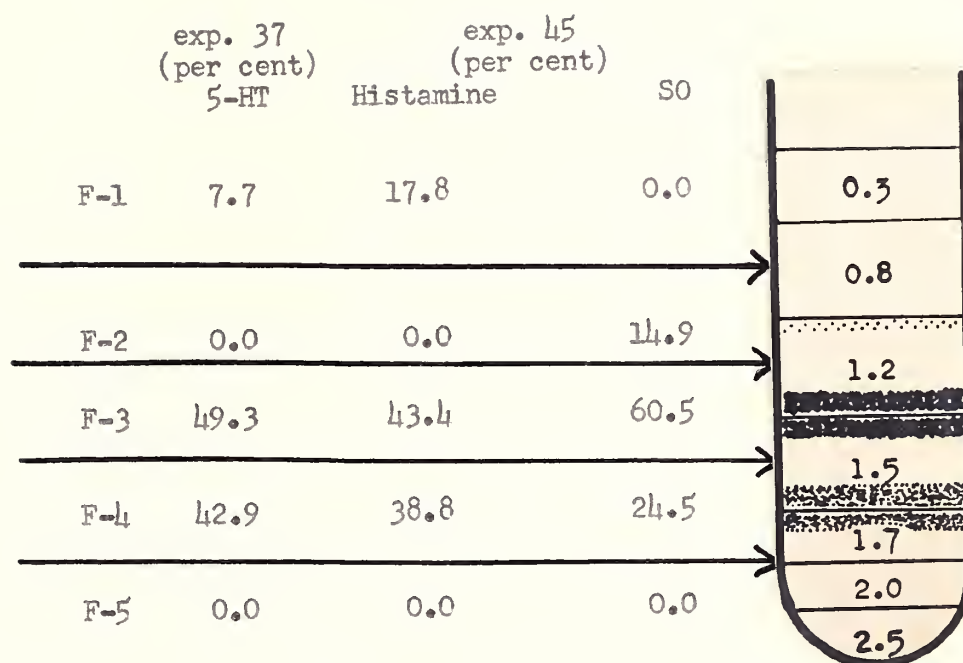 exp. 37 exp. 45
(per cent) (per cent)
5-HT Histamine SO
F-1 7.7 17.8 0.0 0.3
0.8
F-2 0.0 0.0 14.9
1.2
F-3 49.3 43.4 60.5
1.5
F-4 42.9 38.8 24.5
1.7
F-5 0.0 0.0 0.0 2.0
2.5